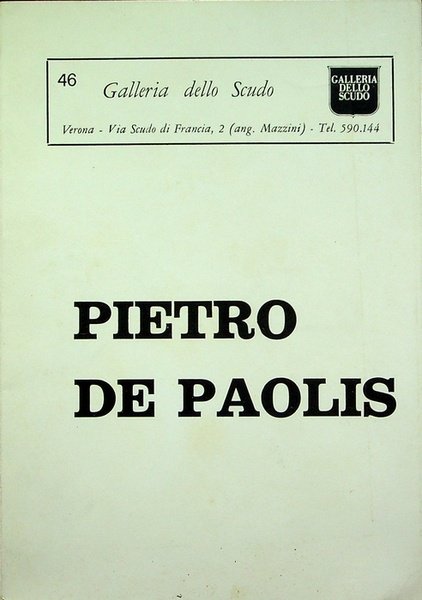 46
Galleria dello Scudo
GALLERIA
DELLO
SCUDO
Verona - Via Scudo di Francia, 2 (ang. Mazzini) - Tel. 590.144
PIETRO
DE PAOLIS